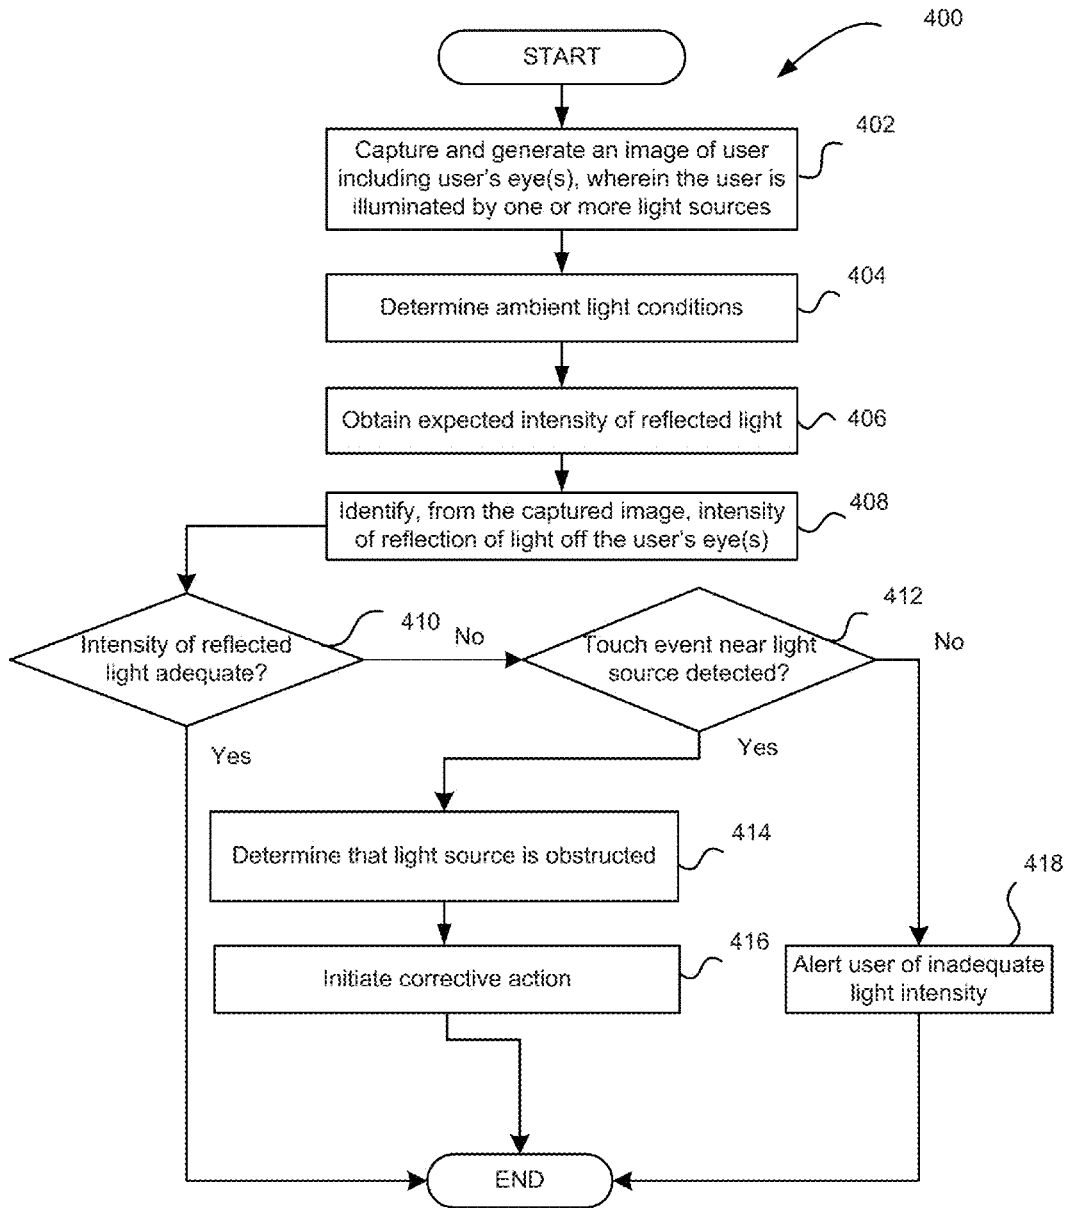 400
START
402
Capture and generate an image of user
including user's eye(s), wherein the user is
illuminated by one or more light sources
404
Determine ambient light conditions
Obtain expected intensity of reflected light
406
408
Identify, from the captured image, intensity
of reflection of light off the user's eye(s)
410
Intensity of reflected
light adequate?
No
412
Touch event near light
source detected?
No
Yes
Yes
414
Determine that light source is obstructed
416
Initiate corrective action
418
Alert user of inadequate
light intensity
END